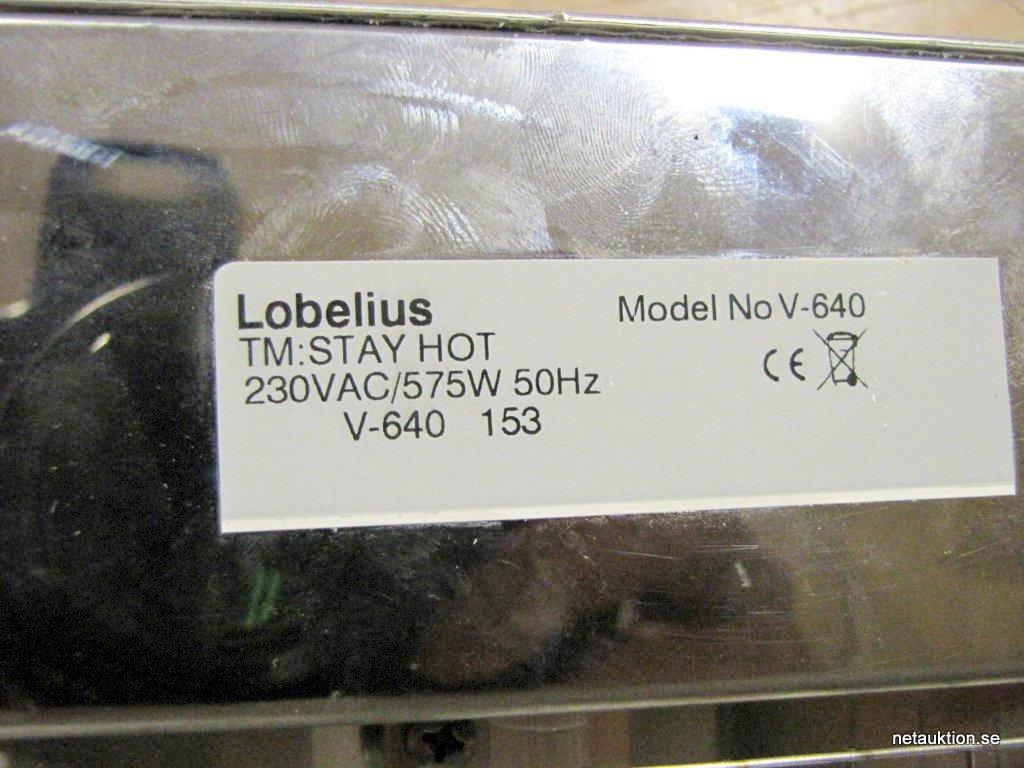 Lobelius
Model No V-640
TM:STAY HOT
230VAC/575W 50Hz
CE
V-640 153
netauktion.se